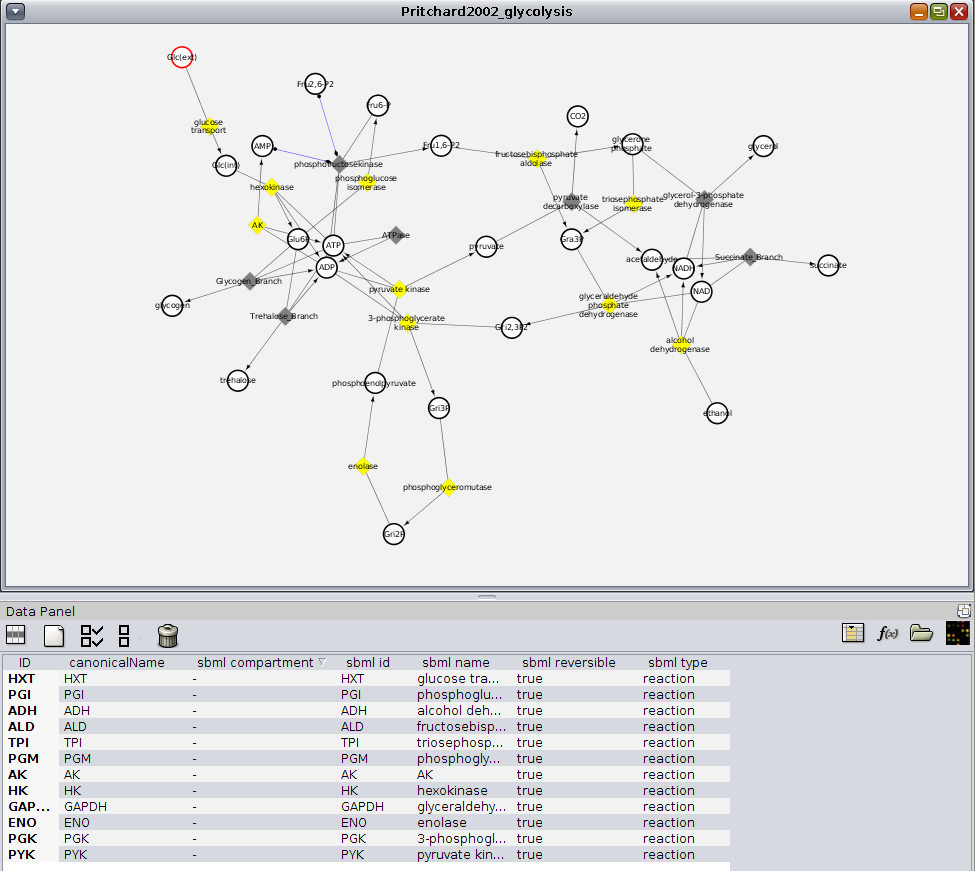 Pritchard2002_glycolysis
Glc(ext)
Fru2,6-P2
Fru6-P
CO2
glucose
transport
AMP
Fru1,6-P2
glycerone
phosphate
glycerol
Glc(int)
phosphofructosekinase
fructosebisphosphate
aldolase
hexokinase
phosphoglucose
isomerase
pyruvate
decarboxylase
triosephosphate
isomerase
glycerol-3-phosphate
dehydrogenase
AK
Glu6P
ATP
ATPase
pyruvate
Gra3P
acetaldehyde
NADH
Succinate_Branch
succinate
ADP
Glycogen_Branch
pyruvate kinase
NAD
glycogen
Trehalose_Branch
3-phosphoglycerate
kinase
Gri2,3P2
glyceraldehyde
phosphate
dehydrogenase
alcohol
dehydrogenase
trehalose
phosphoenolpyruvate
Gri3P
ethanol
enolase
phosphoglyceromutase
Gri2P
Data Panel
f(x)
ID canonicalName sbml compartment sbml id sbml name sbml reversible sbml type
HXT HXT - HXT glucose tra... true reaction
PGI PGI - PGI phosphoglu... true reaction
ADH ADH - ADH alcohol deh... true reaction
ALD ALD - ALD fructosebisp... true reaction
TPI TPI - TPI triosephosp... true reaction
PGM PGM - PGM phosphogly... true reaction
AK AK - AK AK true reaction
HK HK - HK hexokinase true reaction
GAP... GAPDH - GAPDH glyceraldehy... true reaction
ENO ENO - ENO enolase true reaction
PGK PGK - PGK 3-phosphogl... true reaction
PYK PYK - PYK pyruvate kin... true reaction